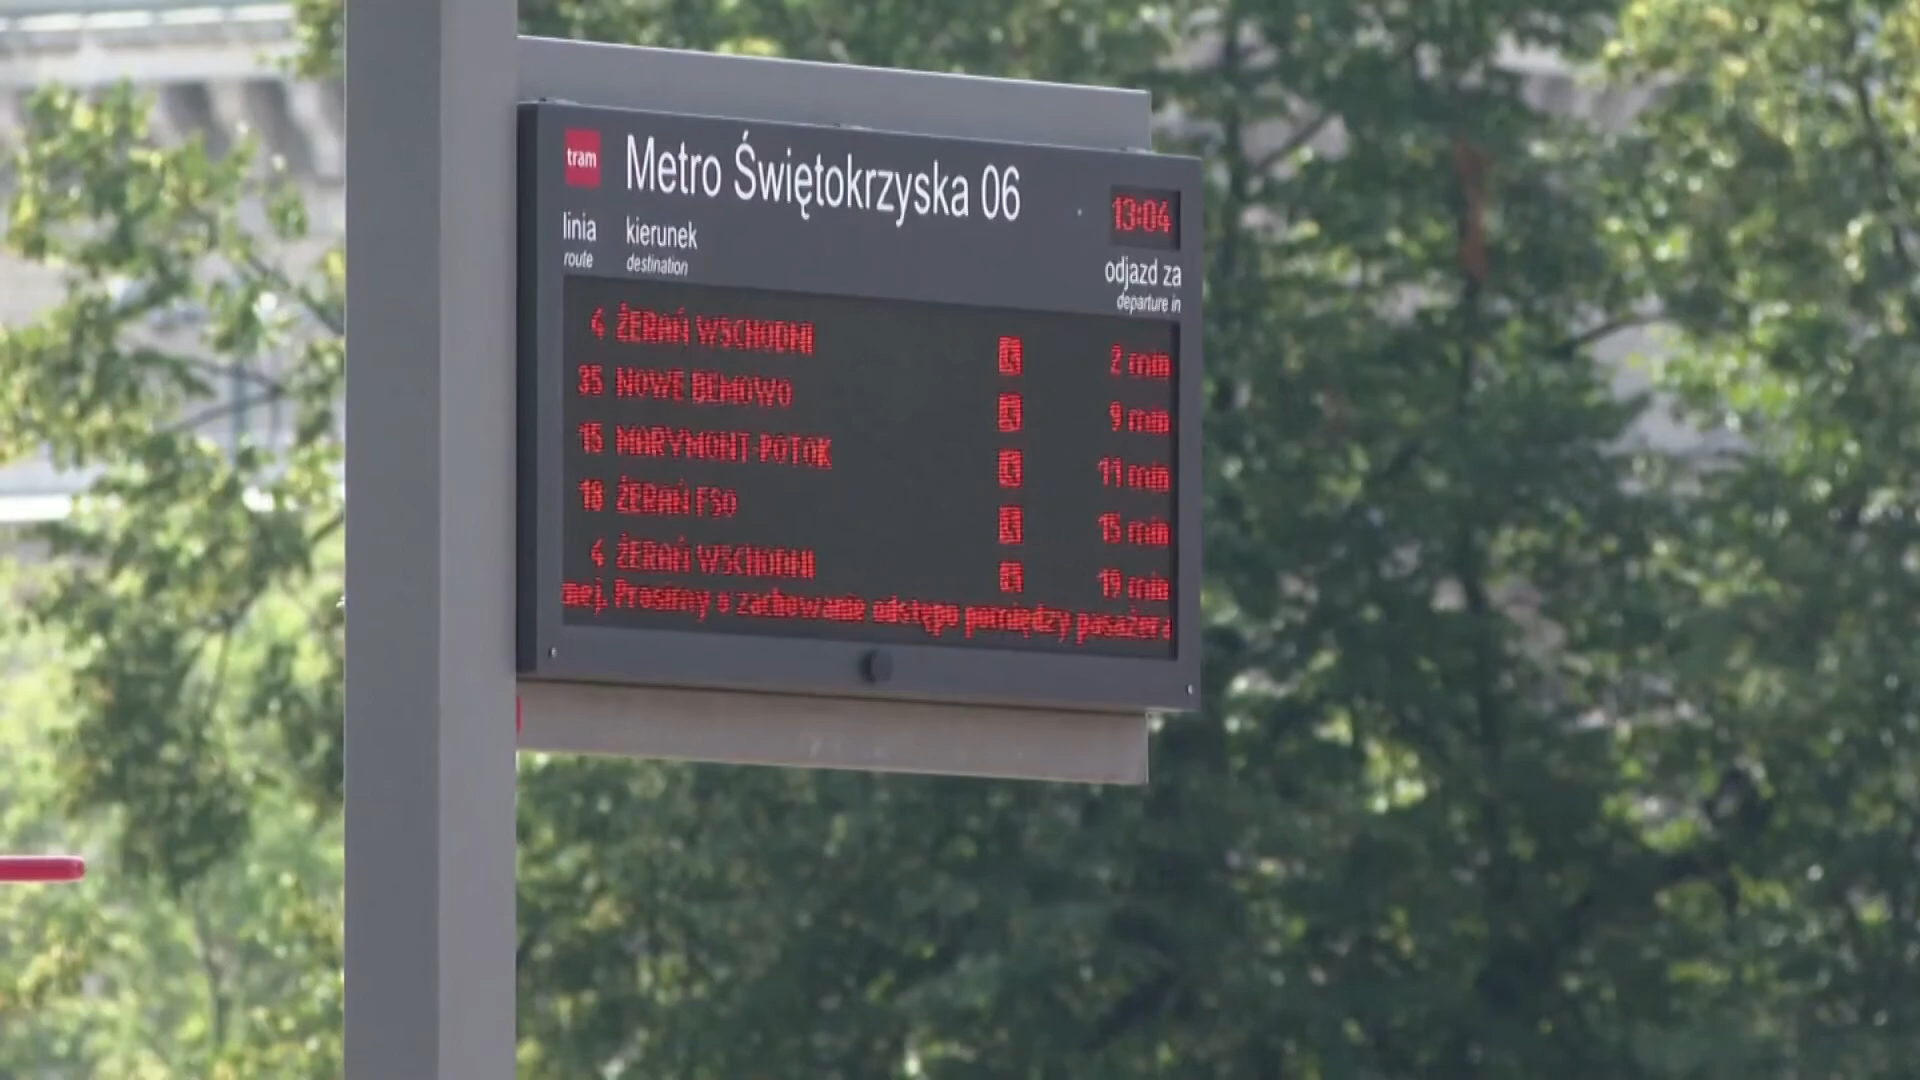 tram Metro Świętokrzyska 06 13:04
linia kierunek odjazd za
route destination departure in
4 ŻERAŃ WSCHODNI 2 min
35 NOWE BEMOWO 9 min
15 MARYMONT-POTOK 11 min
18 ŻERAŃ FSO 15 min
4 ŻERAŃ WSCHODNI 19 min
nej. Prosimy o zachowanie odstępu pomiędzy pasażera